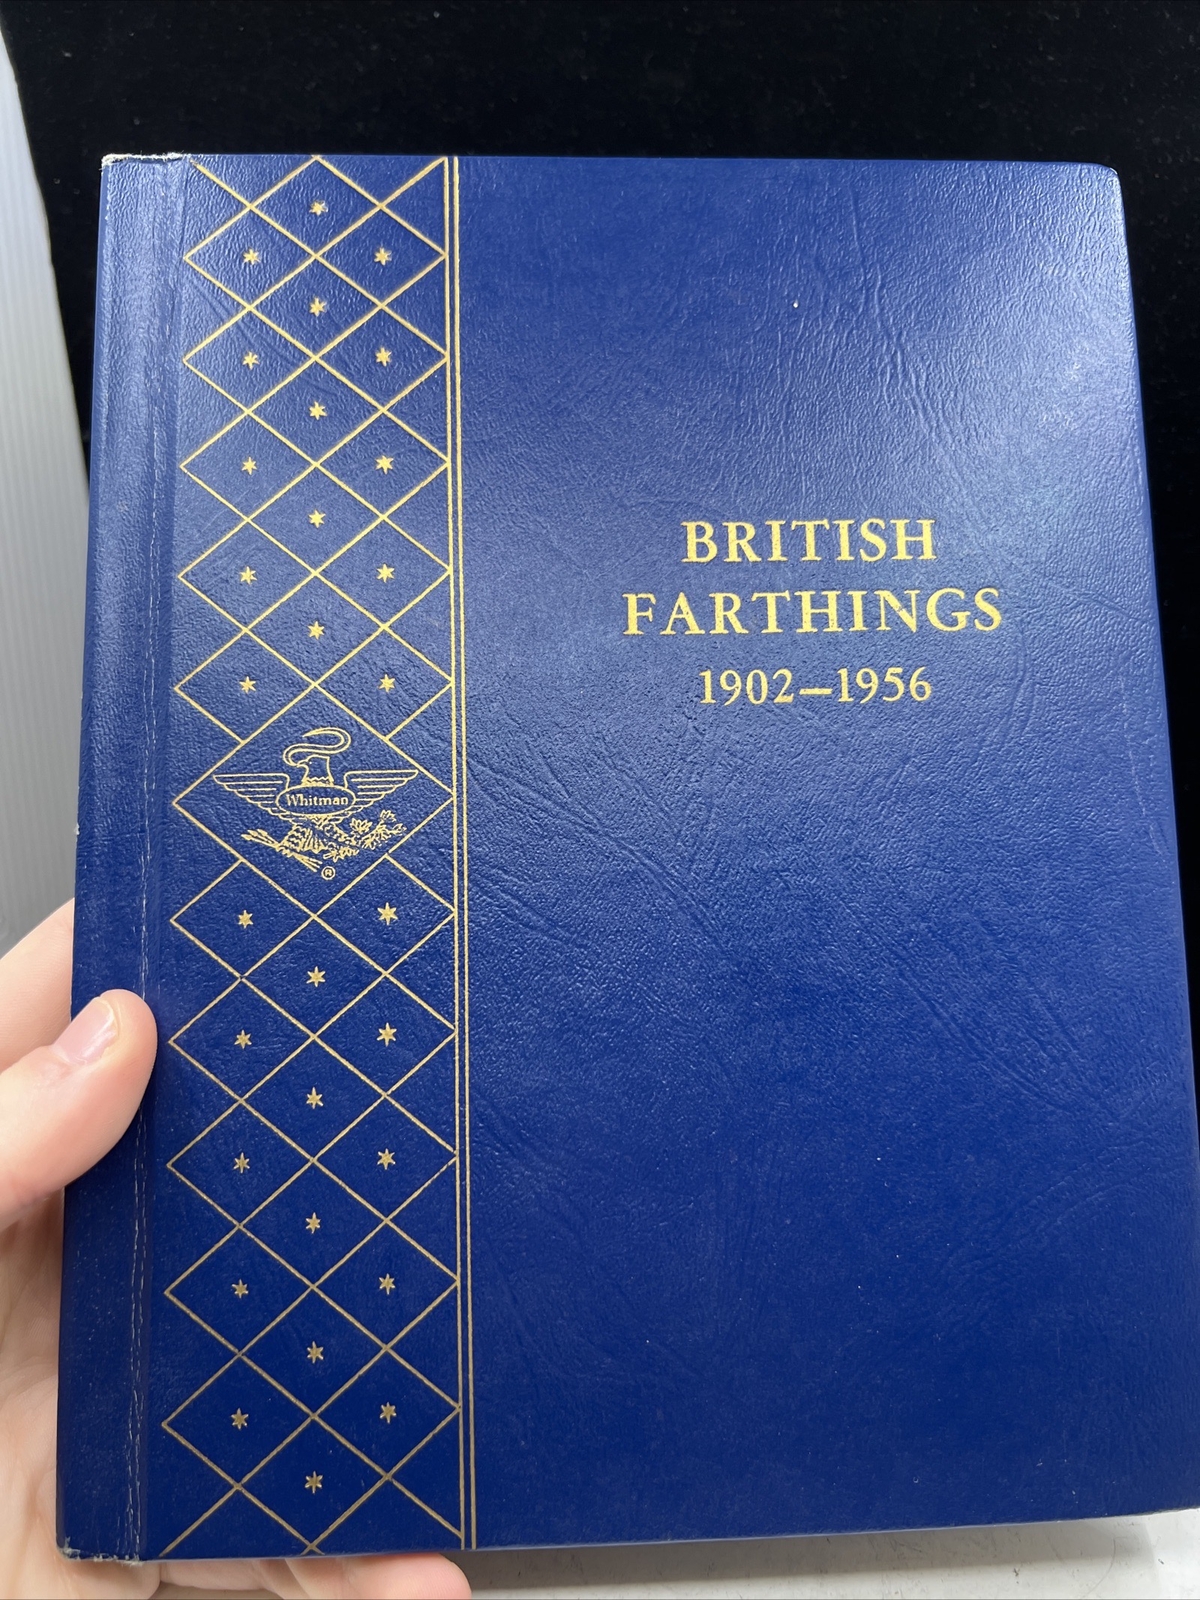 BRITISH
FARTHINGS
1902–1956
Whitman
®